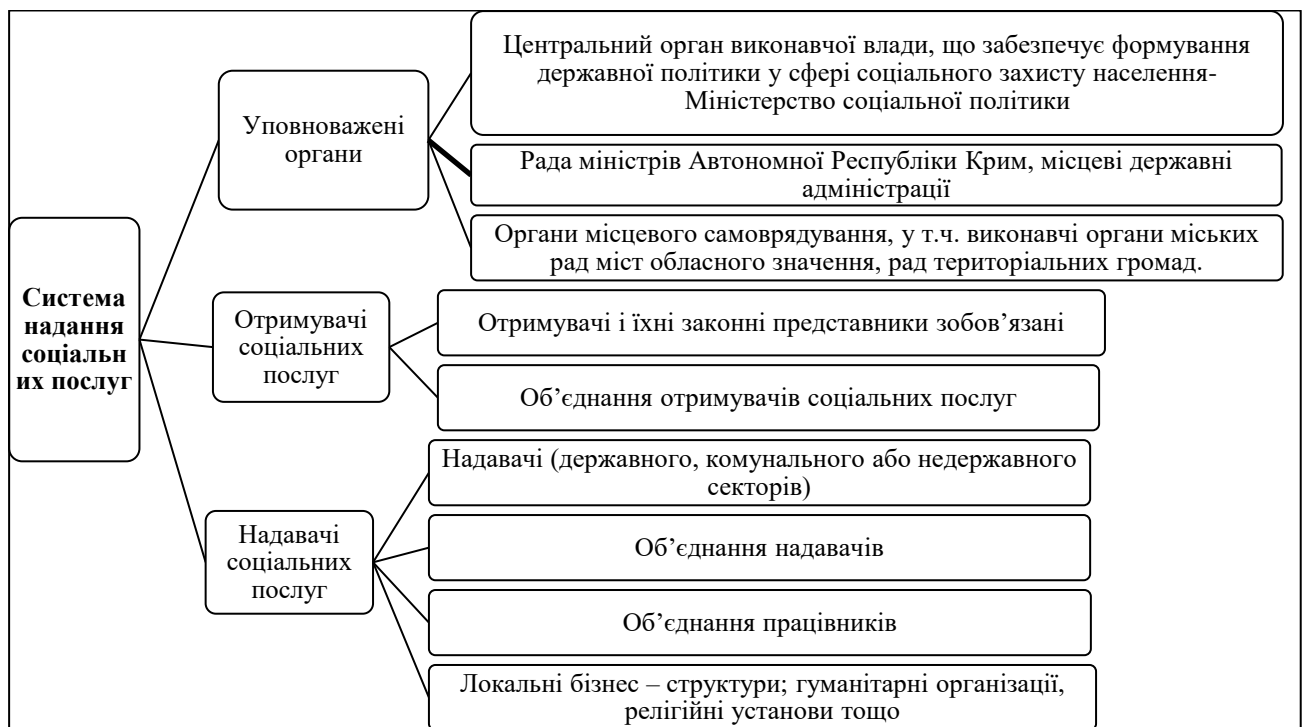 Система
надання
соціальн
их послуг
Уповноважені
органи
Центральний орган виконавчої влади, що забезпечує формування
державної політики у сфері соціального захисту населення-
Міністерство соціальної політики
Рада міністрів Автономної Республіки Крим, місцеві державні
адміністрації
Органи місцевого самоврядування, у т.ч. виконавчі органи міських
рад міст обласного значення, рад територіальних громад.
Отримувачі
соціальних
послуг
Отримувачі і їхні законні представники зобов’язані
Об’єднання отримувачів соціальних послуг
Надавачі
соціальних
послуг
Надавачі (державного, комунального або недержавного
секторів)
Об’єднання надавачів
Об’єднання працівників
Локальні бізнес – структури; гуманітарні організації,
релігійні установи тощо